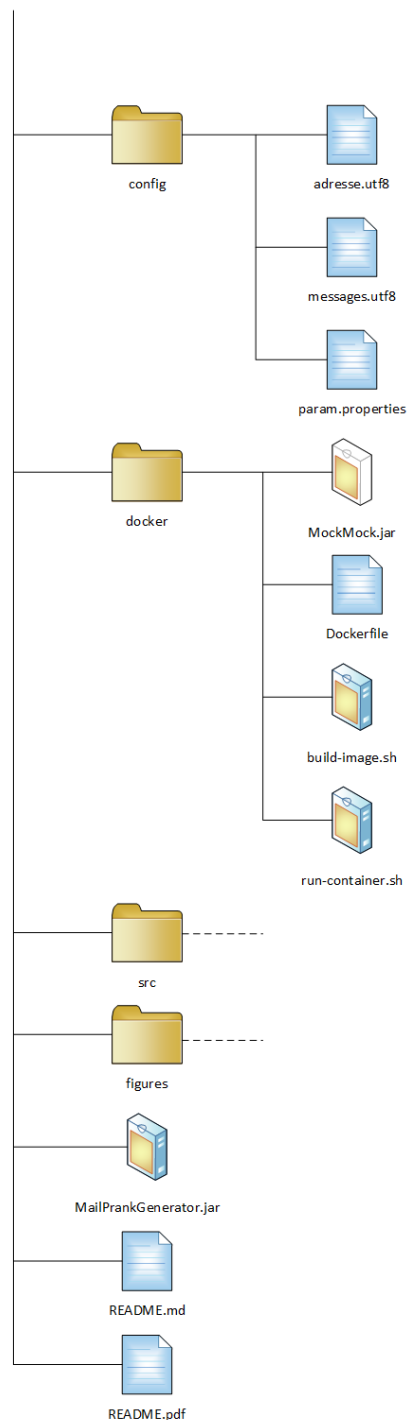 config
adresse.utf8
messages.utf8
param.properties
docker
MockMock.jar
Dockerfile
build-image.sh
run-container.sh
src
figures
MailPrankGenerator.jar
README.md
README.pdf